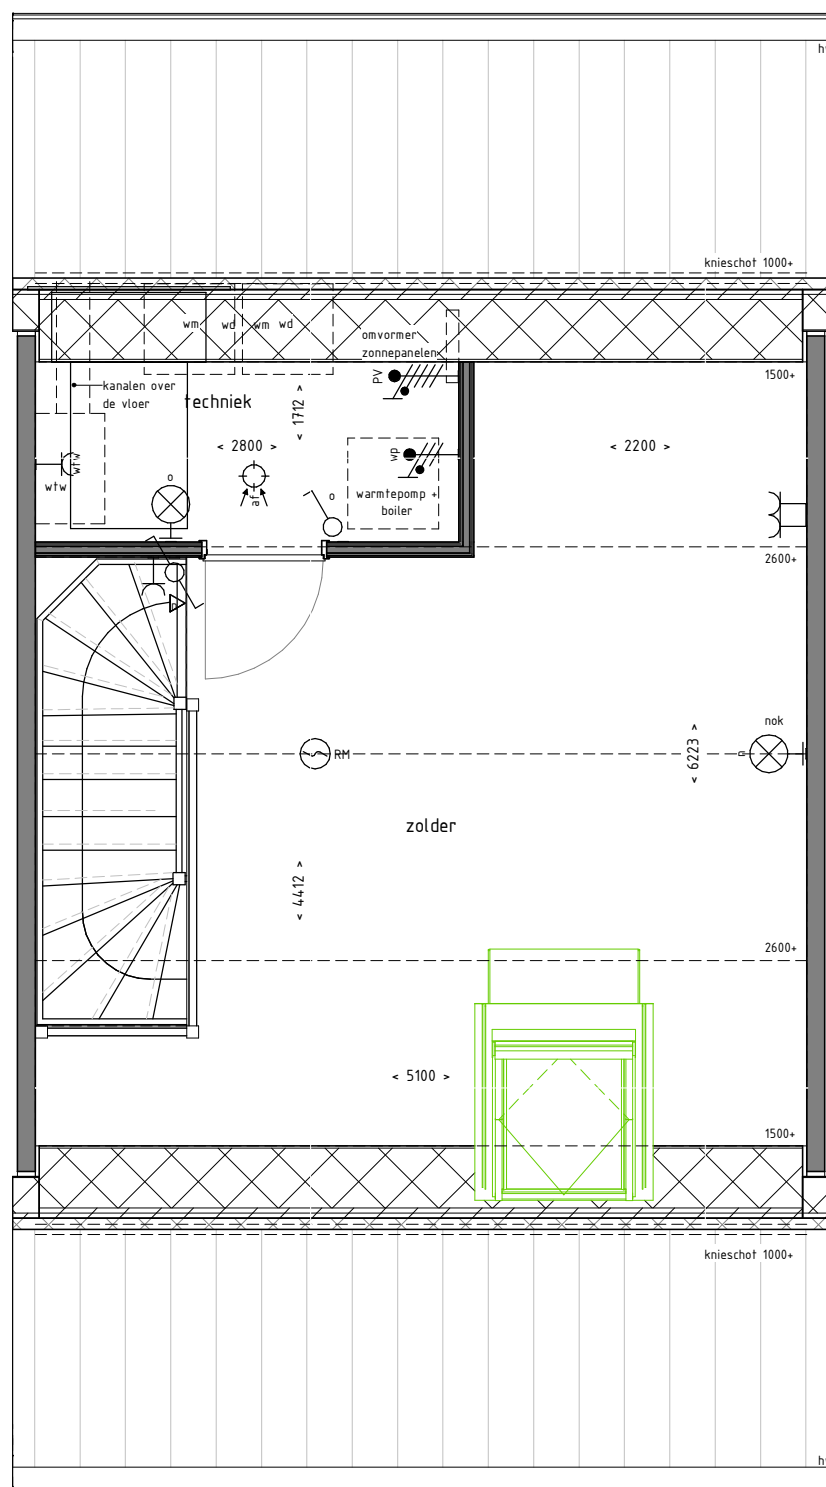 knieschot 1000+
wm wd wm wd
omvormer
zonnepanelen
1500+
PV
kanalen over
de vloer
techniek
< 1712 >
< 2800 >
< 2200 >
wp
wtw
wtw
o
af
o
warmtepomp +
boiler
2600+
nok
n
RM
< 6223 >
zolder
< 4412 >
2600+
< 5100 >
1500+
knieschot 1000+